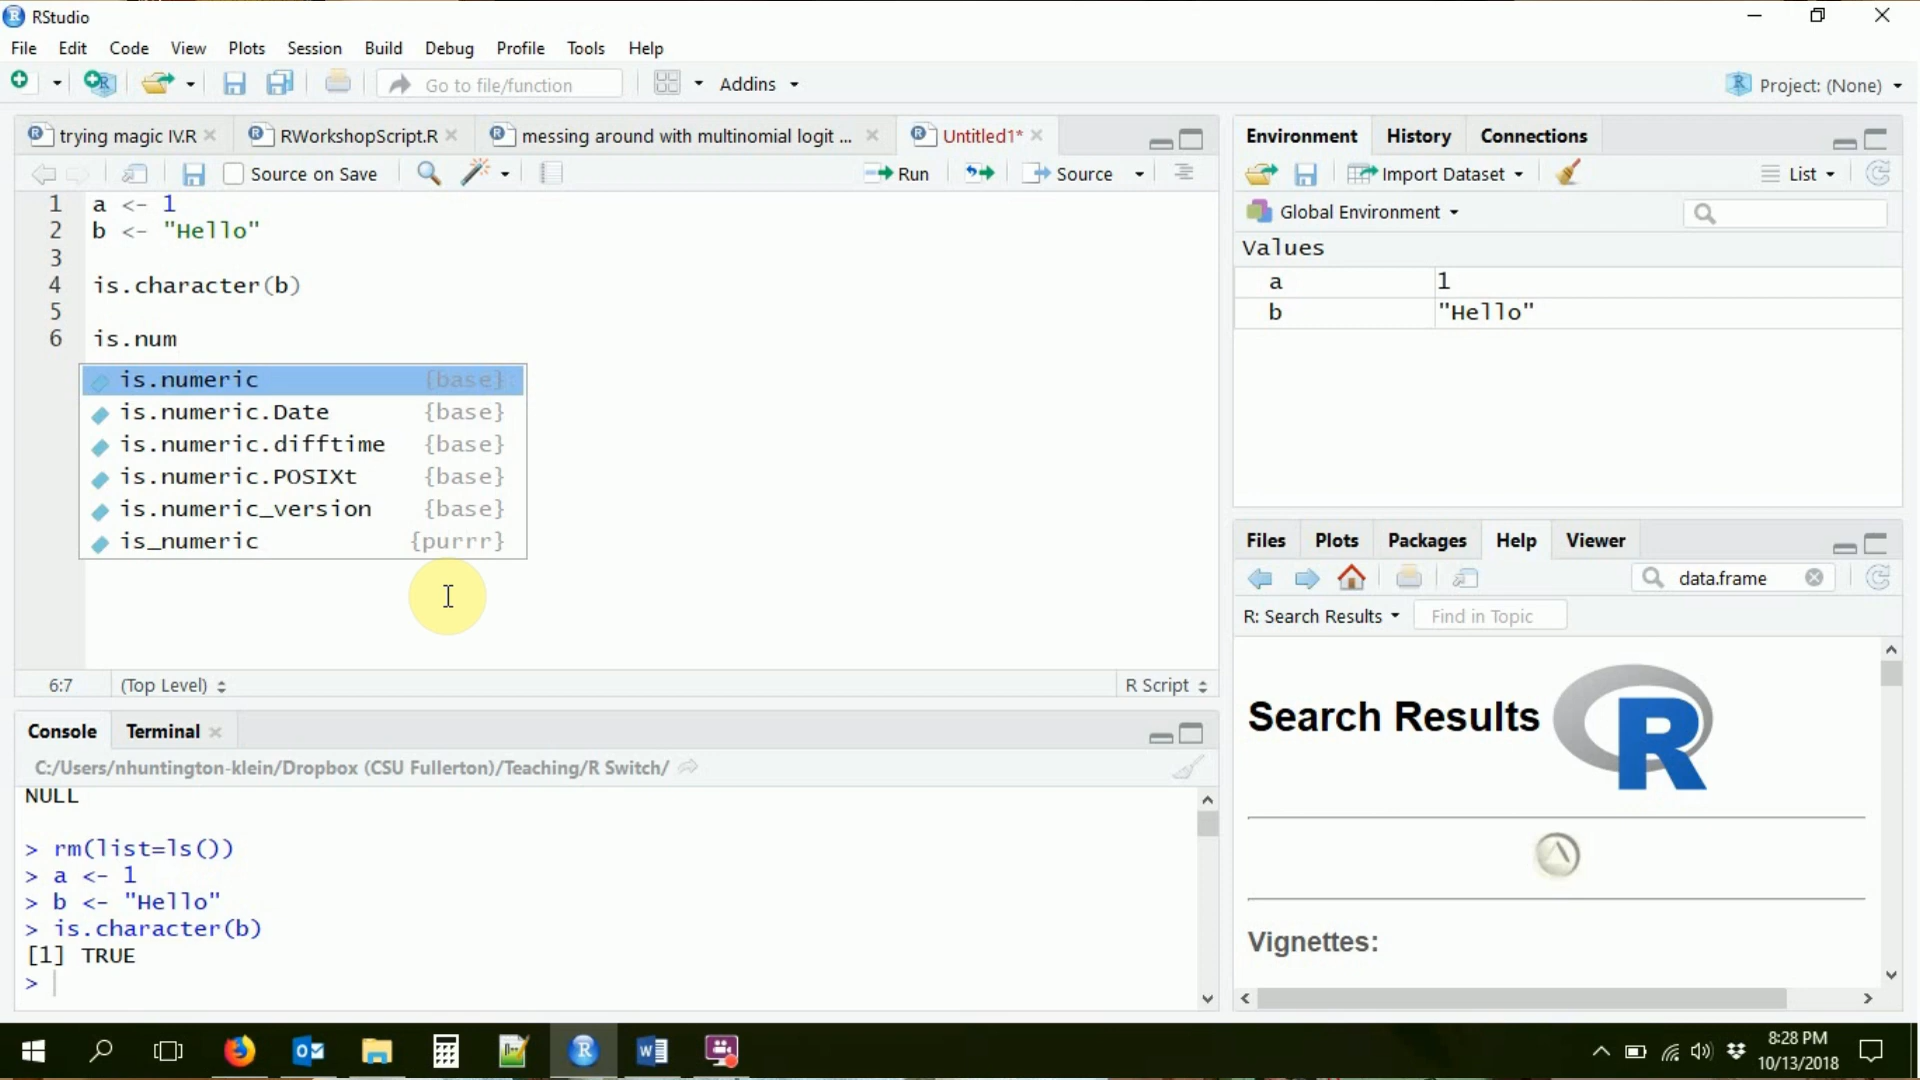 RStudio
File Edit Code View Plots Session Build Debug Profile Tools Help
Go to file/function Addins Project: (None)
trying magic IV.R RWorkshopScript.R messing around with multinomial logit ... Untitled1*
Source on Save Run Source
1 a <- 1
2 b <- "Hello"
3
4 is.character(b)
5
6 is.num
is.numeric {base}
is.numeric.Date {base}
is.numeric.difftime {base}
is.numeric.POSIXt {base}
is.numeric_version {base}
is_numeric {purrr}
6:7 (Top Level) R Script
Console Terminal
C:/Users/nhuntington-klein/Dropbox (CSU Fullerton)/Teaching/R Switch/
NULL
> rm(list=ls())
> a <- 1
> b <- "Hello"
> is.character(b)
[1] TRUE
>
Environment History Connections
Import Dataset List
Global Environment
Values
a 1
b "Hello"
Files Plots Packages Help Viewer
data.frame
R: Search Results Find in Topic
Search Results R
Vignettes:
8:28 PM
10/13/2018